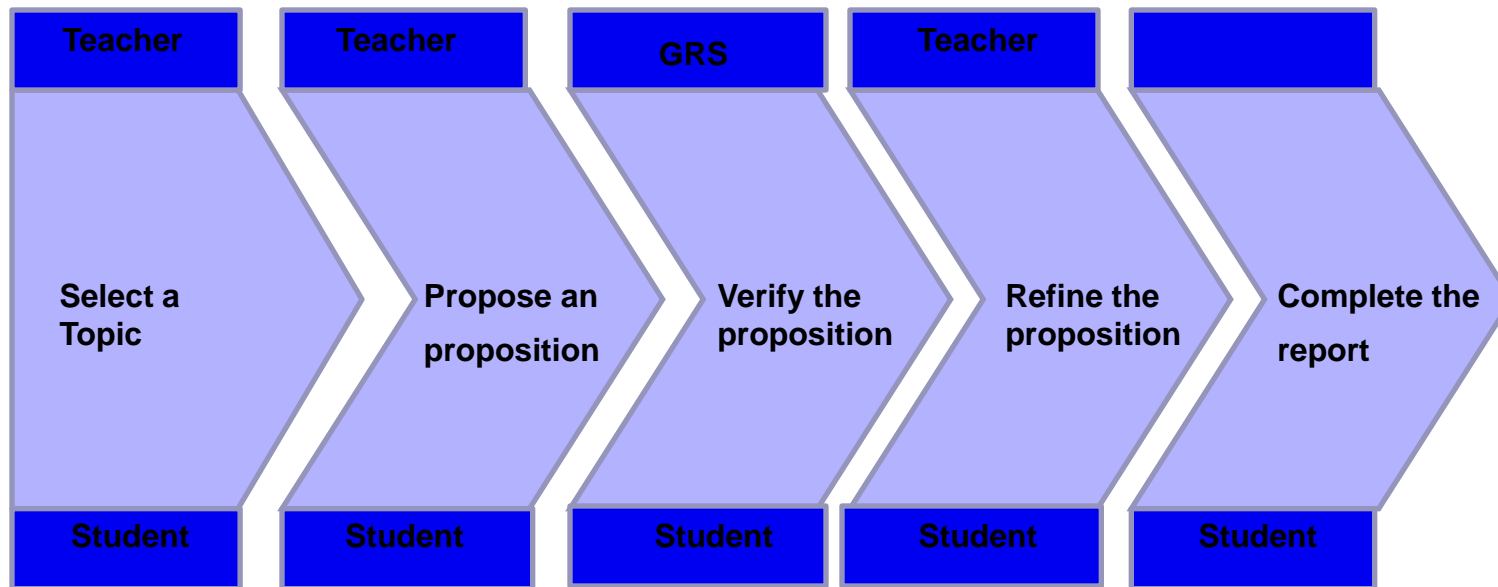 Teacher
Teacher
GRS
Teacher
Select a
Topic
Propose an
proposition
Verify the
proposition
Refine the
proposition
Complete the
report
Student
Student
Student
Student
Student